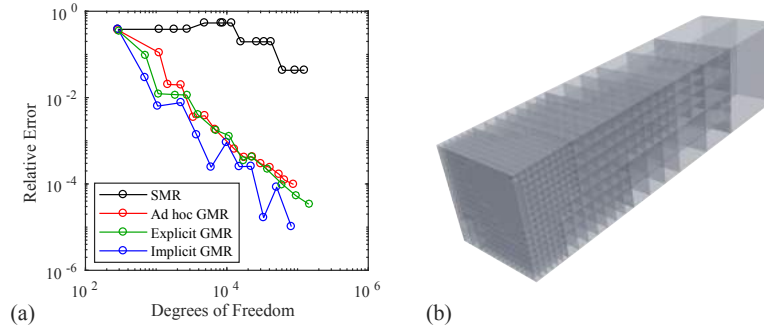 10^0
10^-2
10^-4
10^-6
Relative Error
SMR
Ad hoc GMR
Explicit GMR
Implicit GMR
10^2
10^4
10^6
Degrees of Freedom
(a)
(b)